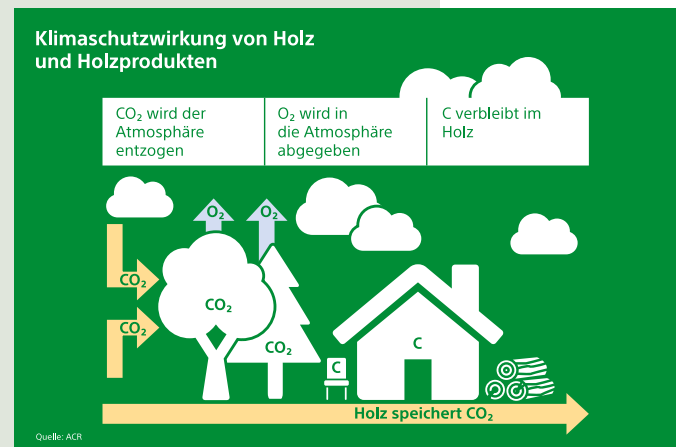 Klimaschutzwirkung von Holz
und Holzprodukten
CO₂ wird der
Atmosphäre
entzogen
O₂ wird in
die Atmosphäre
abgegeben
C verbleibt im
Holz
O₂
O₂
CO₂
CO₂
CO₂
CO₂
C
C
Holz speichert CO₂
Quelle: ACR